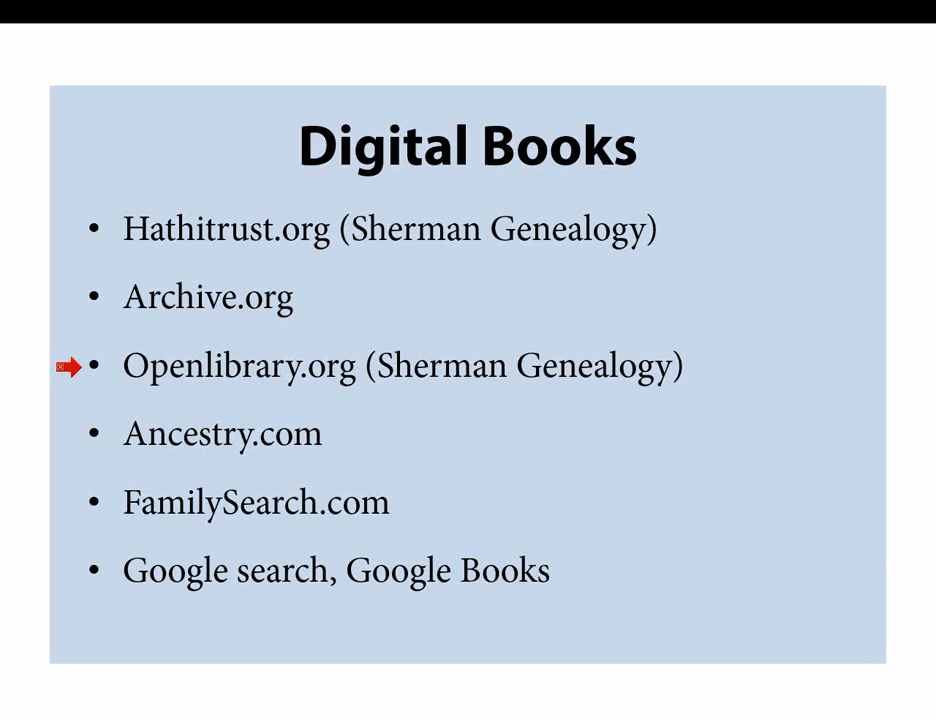 Digital Books
• Hathitrust.org (Sherman Genealogy)
• Archive.org
• Openlibrary.org (Sherman Genealogy)
• Ancestry.com
• FamilySearch.com
• Google search, Google Books